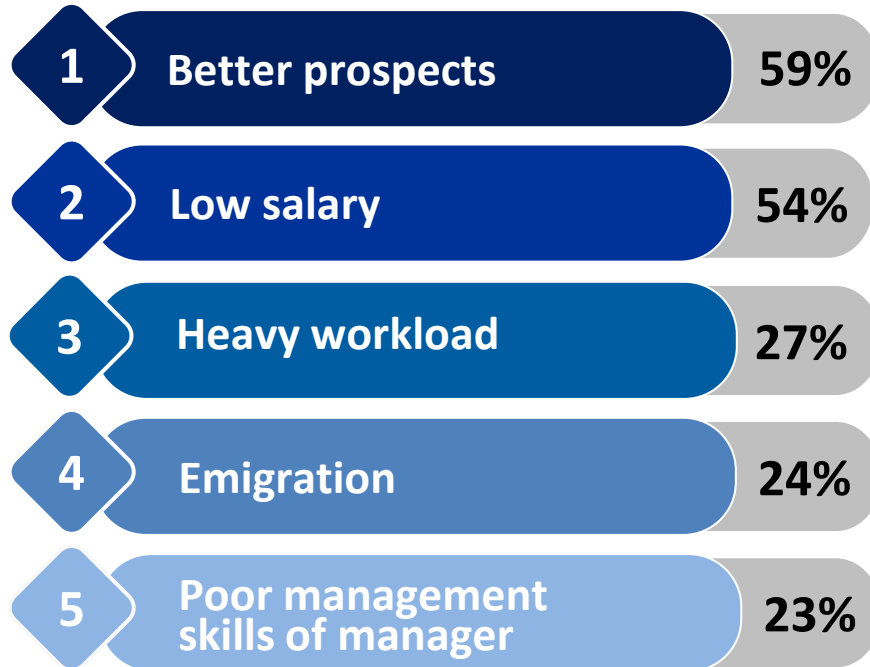 1 Better prospects 59%
2 Low salary 54%
3 Heavy workload 27%
4 Emigration 24%
5 Poor management
skills of manager 23%